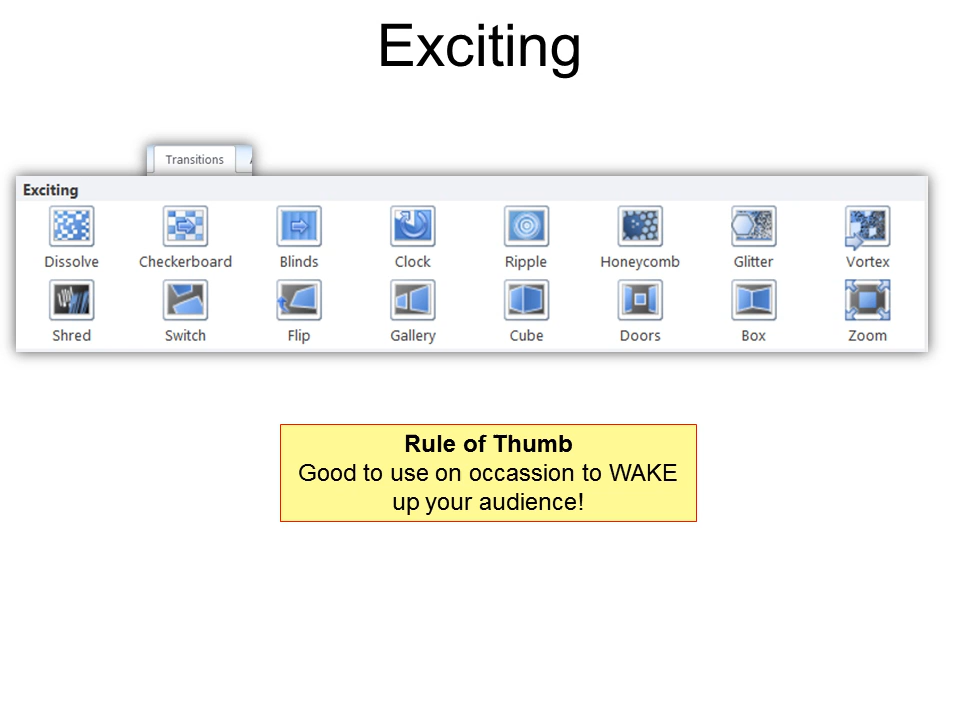 Exciting
Transitions
Exciting
Dissolve Checkerboard Blinds Clock Ripple Honeycomb Glitter Vortex
Shred Switch Flip Gallery Cube Doors Box Zoom
Rule of Thumb
Good to use on occassion to WAKE
up your audience!